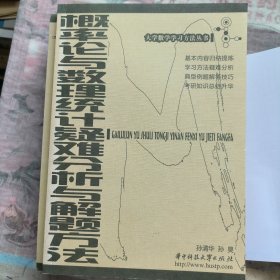 大学数学学习方法丛书
基本内容归纳提炼
学习方法疑难分析
典型例题解答技巧
考研知识总结升华
概率论与数理统计疑难分析与解题方法
GAILULUN YU SHULI TONGJI YINAN FENXI YU JIETI FANGFA
孙清华 孙昊
华中科技大学出版社
http://www.hustp.com